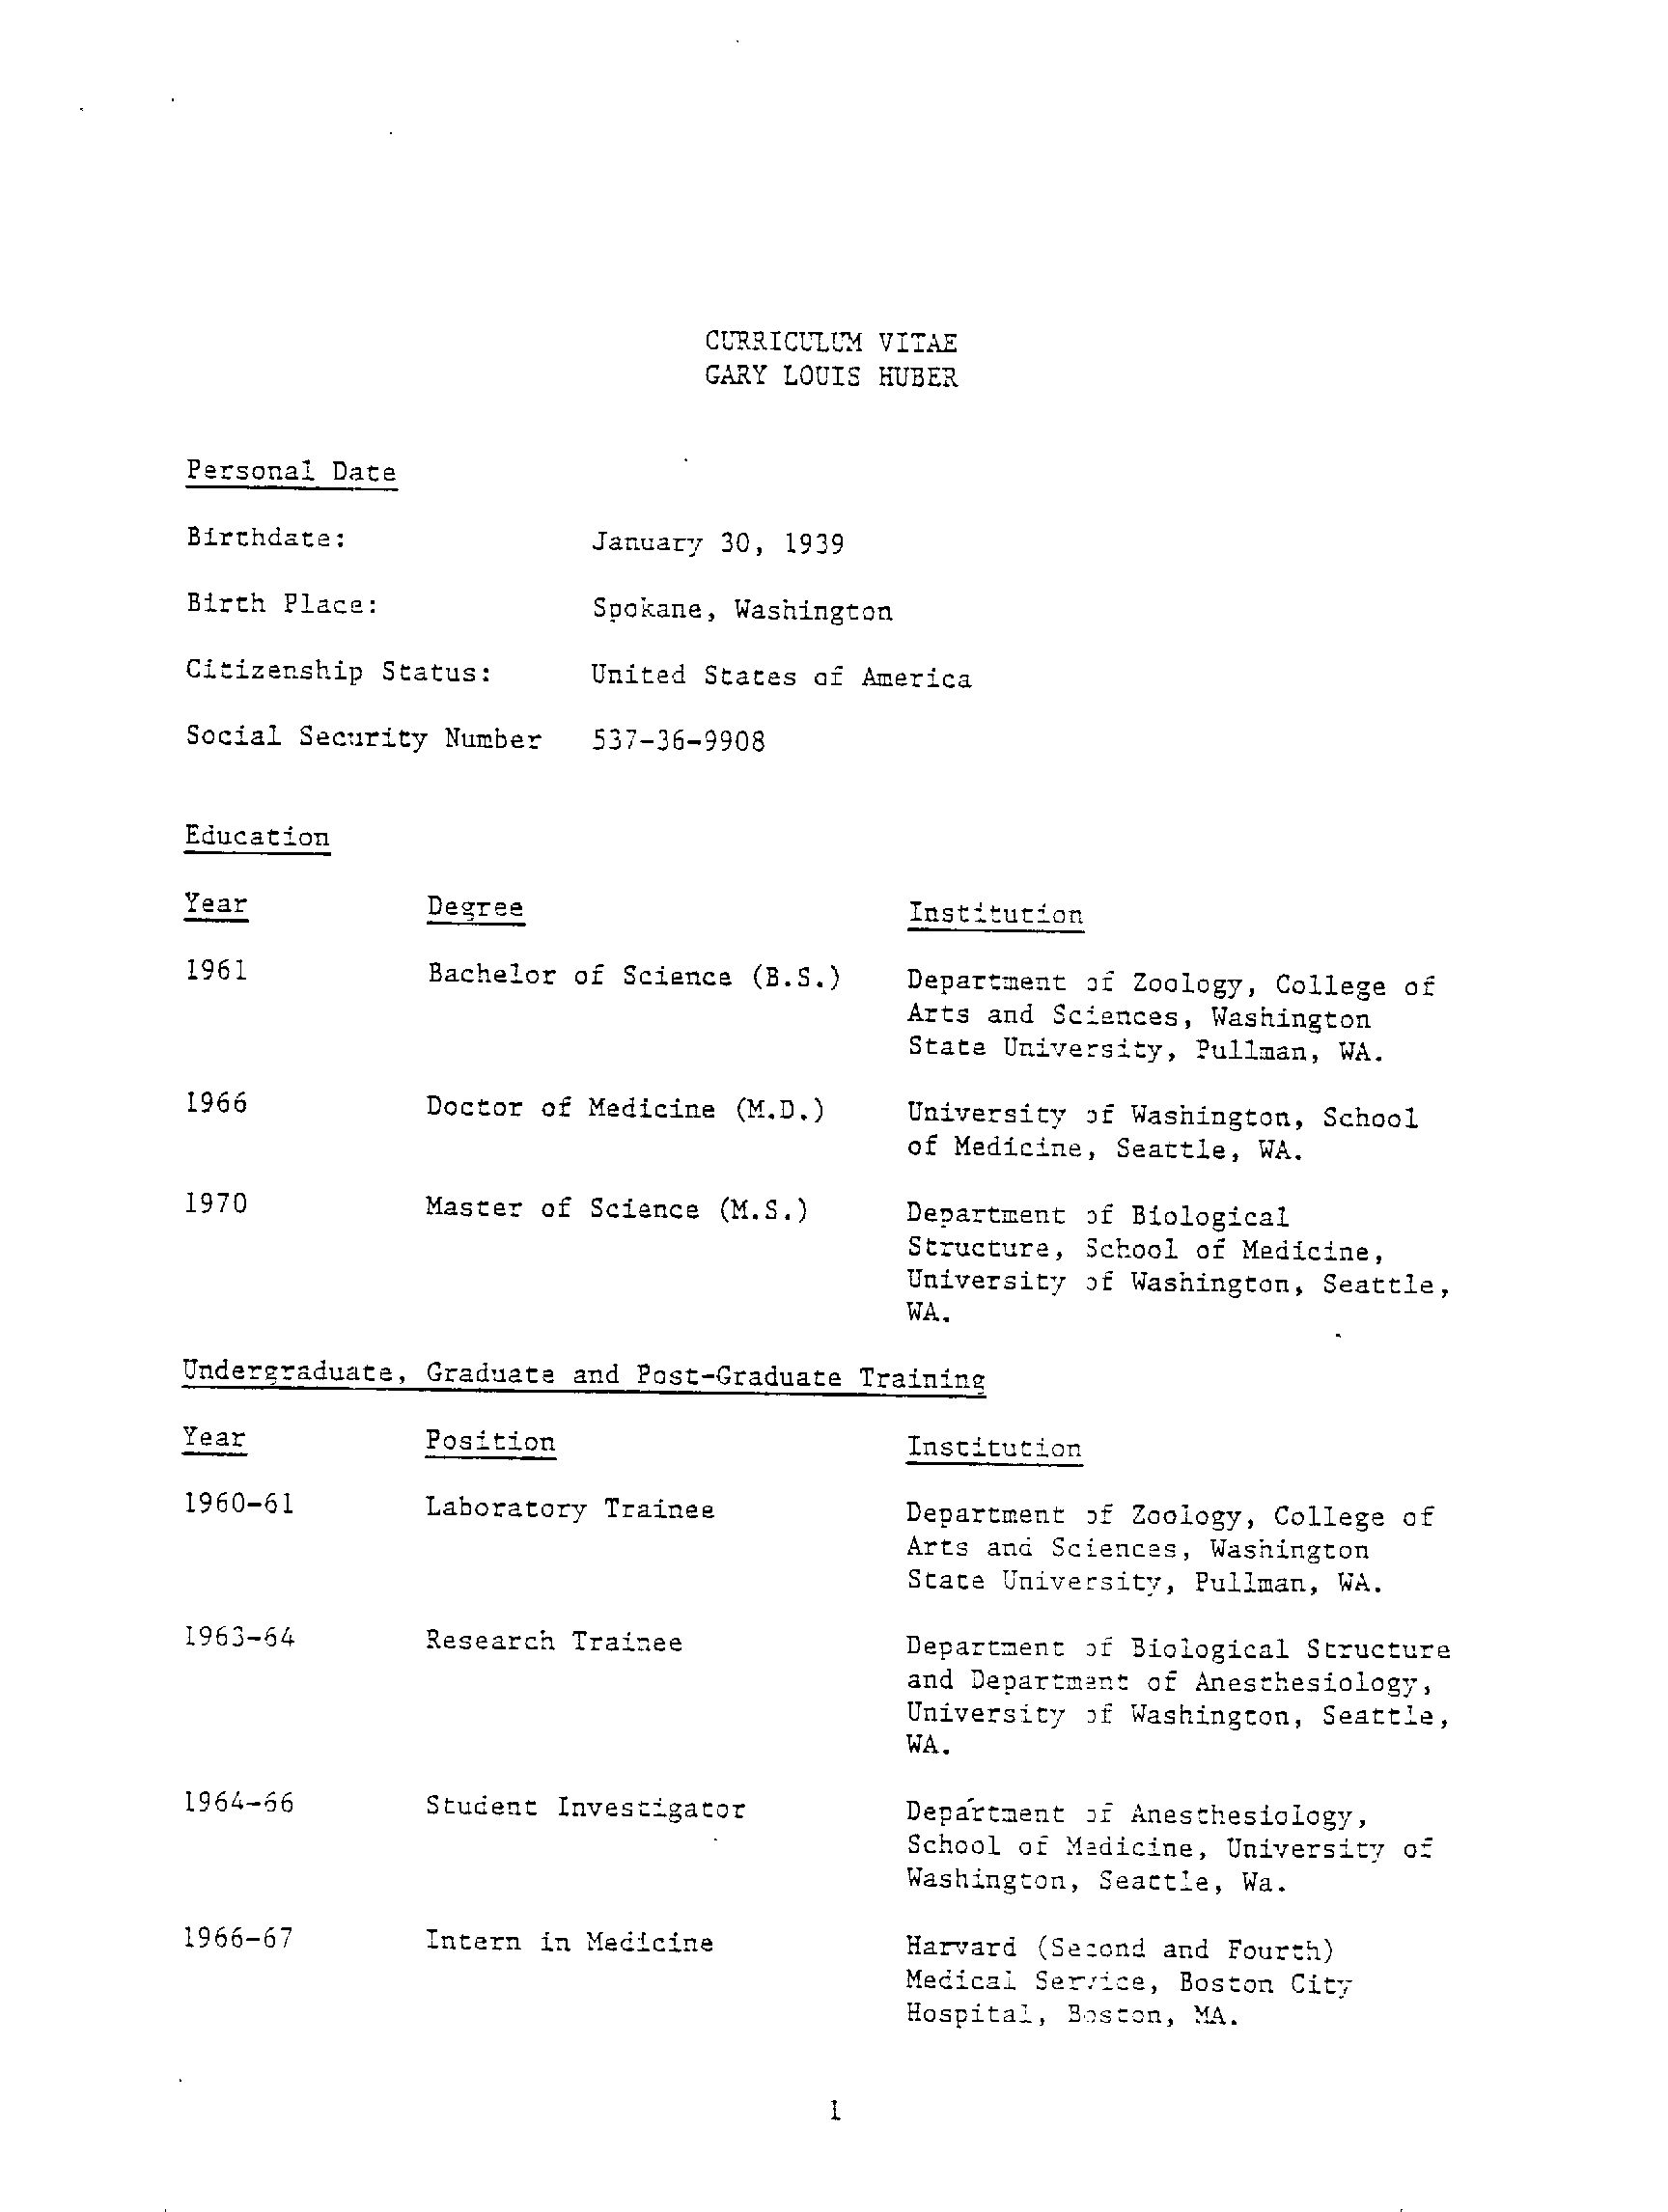 CURRICULUM VITAE
GARY LOUIS HUBER
Personal Date
Birthdate: January 30, 1939
Birth Place: Spokane, Washington
Citizenship Status: United States of America
Social Security Number 537-36-9908
Education
Year Degree Institution
1961 Bachelor of Science (B.S.) Department of Zoology, College of
Arts and Sciences, Washington
State University, Pullman, WA.
1966 Doctor of Medicine (M.D.) University of Washington, School
of Medicine, Seattle, WA.
1970 Master of Science (M.S.) Department of Biological
Structure, School of Medicine,
University of Washington, Seattle,
WA.
Undergraduate, Graduate and Post-Graduate Training
Year Position Institution
1960-61 Laboratory Trainee Department of Zoology, College of
Arts and Sciences, Washington
State University, Pullman, WA.
1963-64 Research Trainee Department of Biological Structure
and Department of Anesthesiology,
University of Washington, Seattle,
WA.
1964-66 Student Investigator Department of Anesthesiology,
School of Medicine, University of
Washington, Seattle, Wa.
1966-67 Intern in Medicine Harvard (Second and Fourth)
Medical Service, Boston City
Hospital, Boston, MA.
1